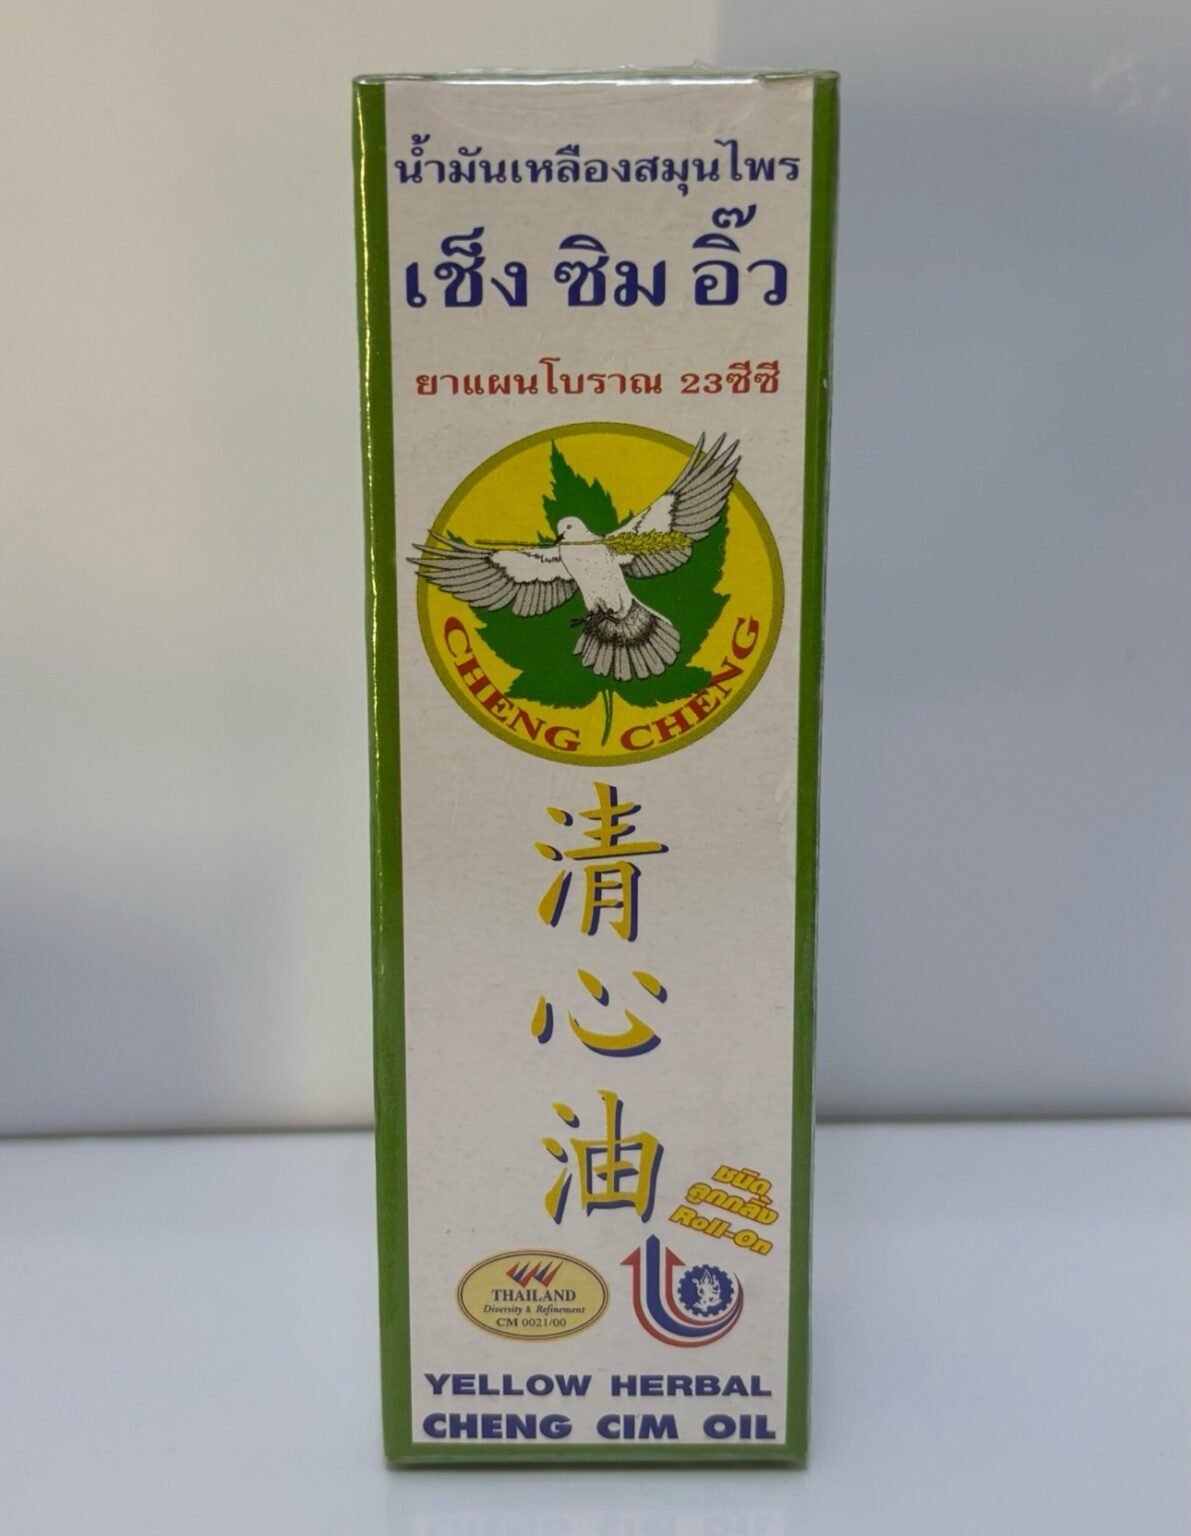 น้ำมันเหลืองสมุนไพร
เช็ง ซิม อิ๊ว
ยาแผนโบราณ 23ซีซี
CHENG CHENG
清
心
油
ชนิด
ลูกกลิ้ง
Roll-On
THAILAND
Diversity & Refinement
CM 0021/00
YELLOW HERBAL
CHENG CIM OIL